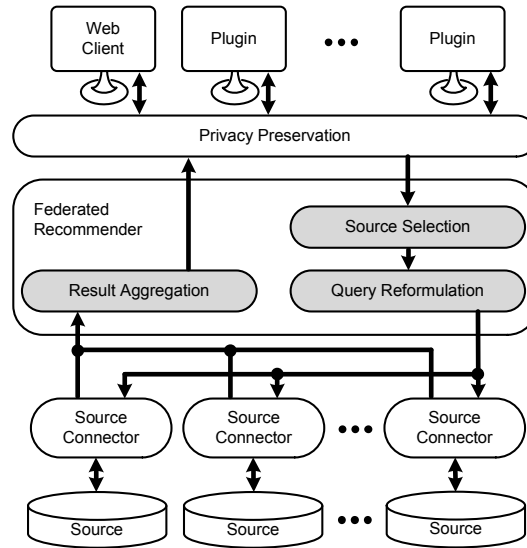 Web
Client
Plugin
Plugin
Privacy Preservation
Federated
Recommender
Source Selection
Result Aggregation
Query Reformulation
Source
Connector
Source
Connector
Source
Connector
Source
Source
Source